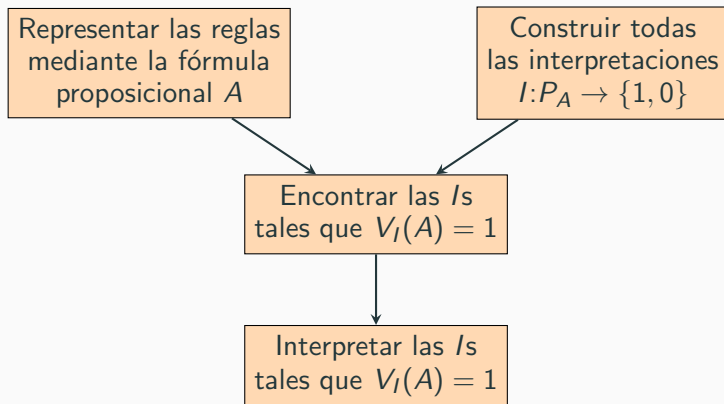 Representar las reglas
mediante la fórmula
proposicional A
Construir todas
las interpretaciones
I:P_A → {1, 0}
Encontrar las Is
tales que V_I(A) = 1
Interpretar las Is
tales que V_I(A) = 1